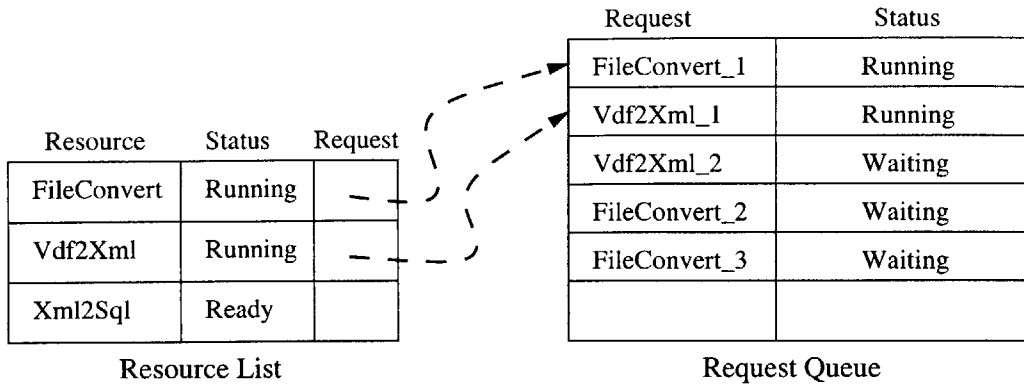 Resource Status Request
FileConvert Running
Vdf2Xml Running
Xml2Sql Ready
Resource List
Request Status
FileConvert_1 Running
Vdf2Xml_1 Running
Vdf2Xml_2 Waiting
FileConvert_2 Waiting
FileConvert_3 Waiting
Request Queue